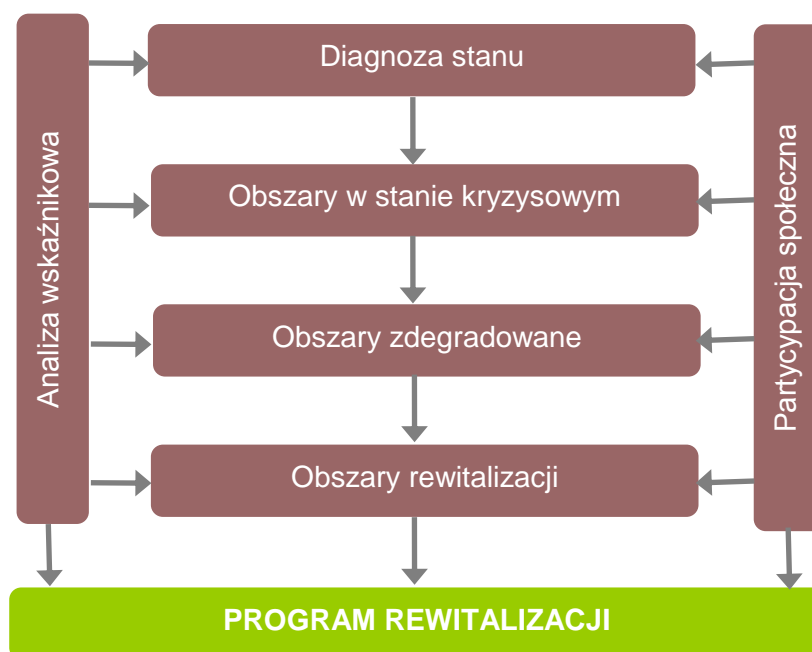 Diagnoza stanu
Analiza wskaźnikowa
Partycypacja społeczna
Obszary w stanie kryzysowym
Obszary zdegradowane
Obszary rewitalizacji
PROGRAM REWITALIZACJI